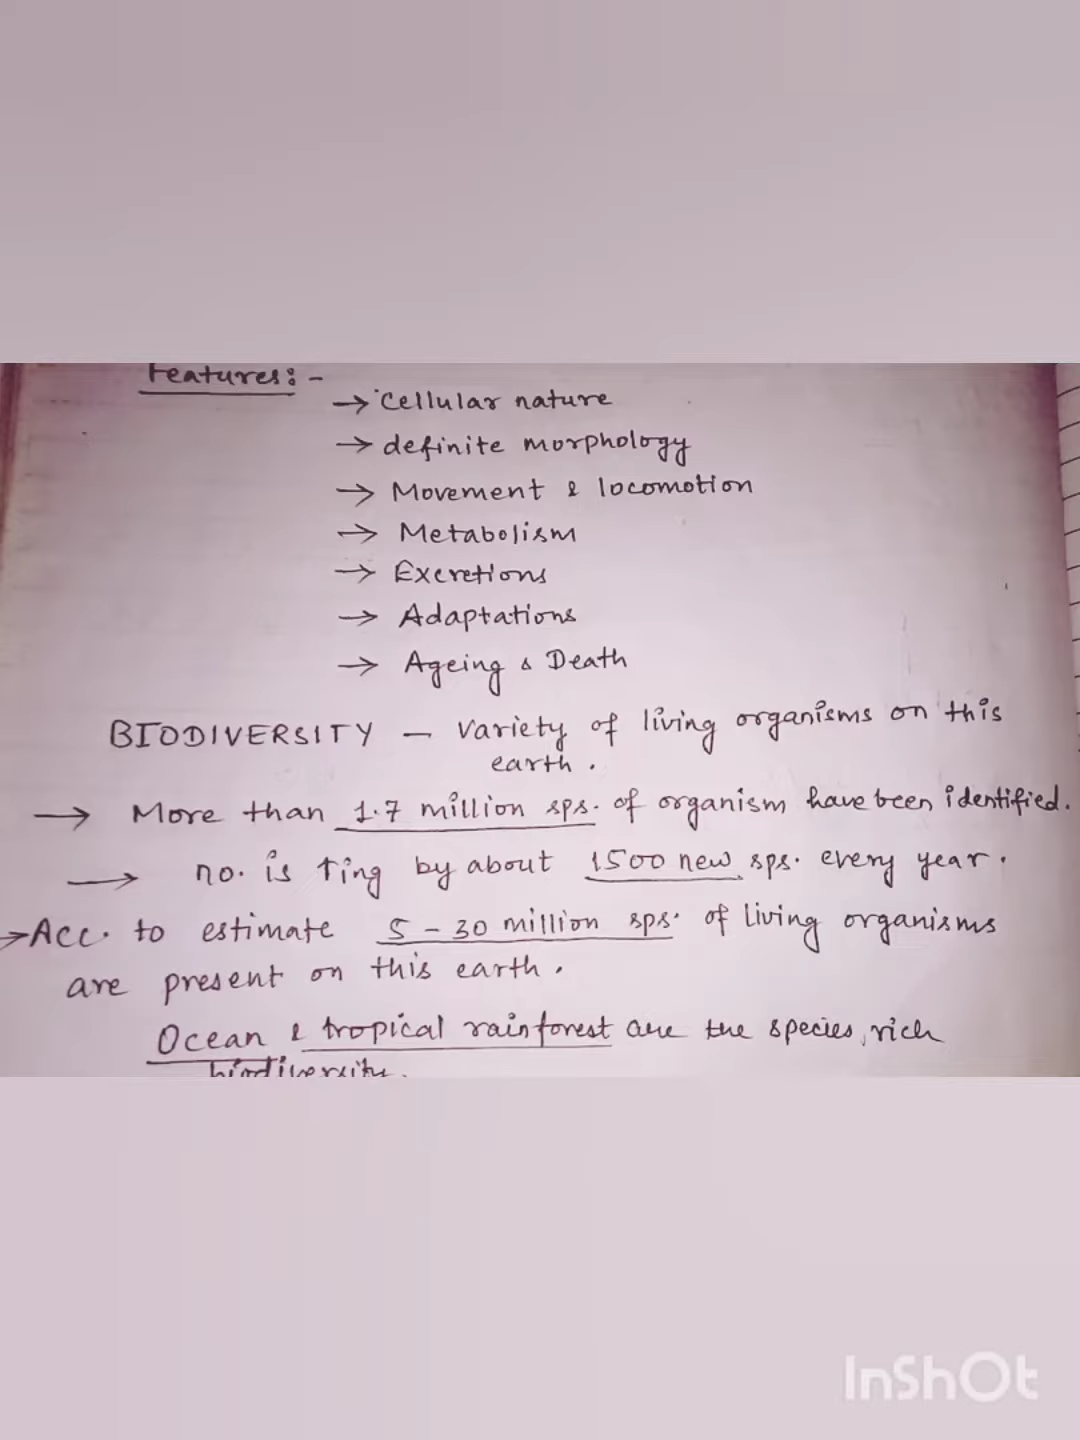 Features:-
→ Cellular nature
→ definite morphology
→ Movement & locomotion
→ Metabolism
→ Excretions
→ Adaptations
→ Ageing & Death
BIODIVERSITY – Variety of living organisms on this
earth.
→ More than 1.7 million sps. of organism have been identified.
→ no. is ↑ing by about 1500 new sps. every year.
→ Acc. to estimate 5-30 million sps. of living organisms
are present on this earth.
Ocean & tropical rainforest are the species, rich
biodiversity.
InShOt